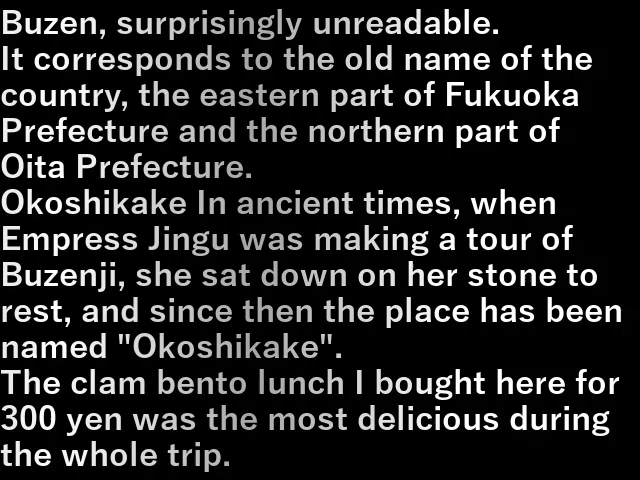 Buzen, surprisingly unreadable.
It corresponds to the old name of the
country, the eastern part of Fukuoka
Prefecture and the northern part of
Oita Prefecture.
Okoshikake In ancient times, when
Empress Jingu was making a tour of
Buzenji, she sat down on her stone to
rest, and since then the place has been
named "Okoshikake".
The clam bento lunch I bought here for
300 yen was the most delicious during
the whole trip.